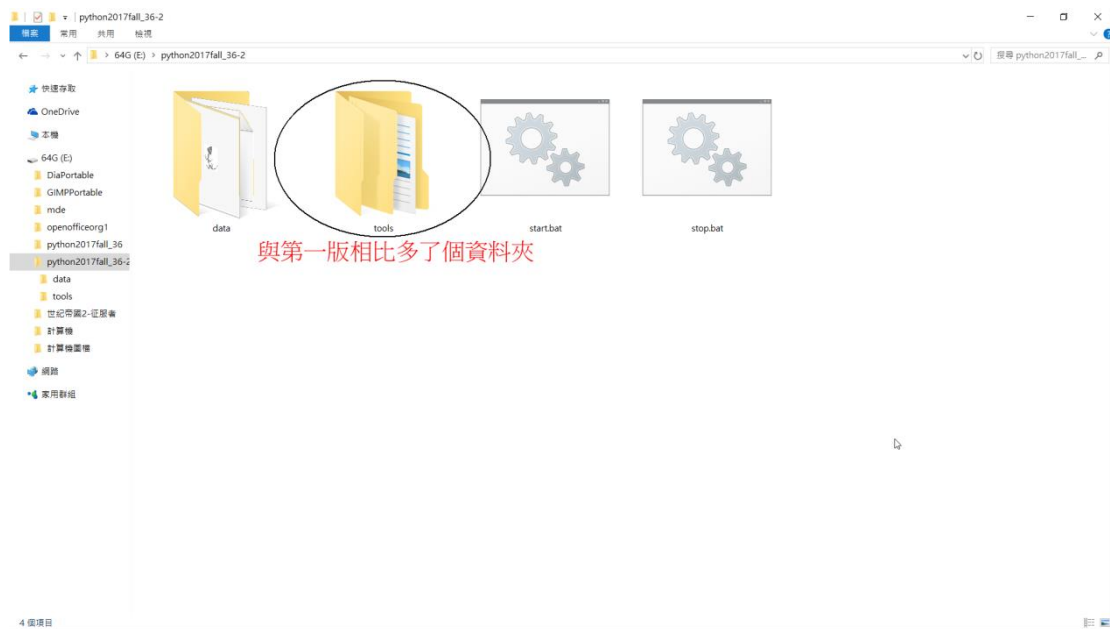 python2017fall_36-2
檔案 常用 共用 檢視
64G (E:) > python2017fall_36-2
搜尋 python2017fall_...
快速存取
OneDrive
本機
64G (E:)
DiaPortable
GIMPPortable
mde
openofficeorg1
python2017fall_36
python2017fall_36-2
data
tools
世紀帝國2-征服者
計算機
計算機圖檔
網路
家用群組
data tools start.bat stop.bat
與第一版相比多了個資料夾
4 個項目